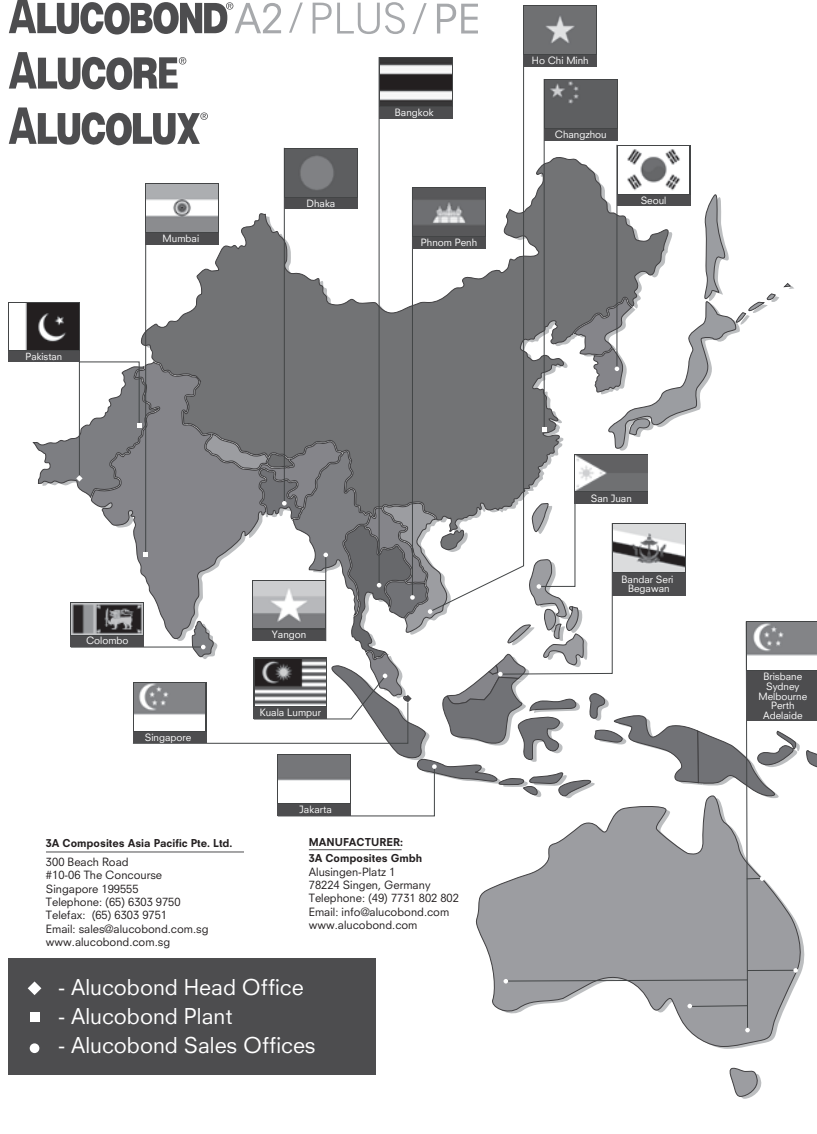 ALUCOBOND® A2 / PLUS / PE
ALUCORE®
ALUCOLUX®
Ho Chi Minh
Bangkok
Changzhou
Seoul
Dhaka
Mumbai
Phnom Penh
Pakistan
San Juan
Bandar Seri
Begawan
Colombo
Yangon
Kuala Lumpur
Singapore
Jakarta
Brisbane
Sydney
Melbourne
Perth
Adelaide
3A Composites Asia Pacific Pte. Ltd.
300 Beach Road
#10-06 The Concourse
Singapore 199555
Telephone: (65) 6303 9750
Telefax: (65) 6303 9751
Email: sales@alucobond.com.sg
www.alucobond.com.sg
MANUFACTURER:
3A Composites Gmbh
Alusingen-Platz 1
78224 Singen, Germany
Telephone: (49) 7731 802 802
Email: info@alucobond.com
www.alucobond.com
- Alucobond Head Office
- Alucobond Plant
- Alucobond Sales Offices